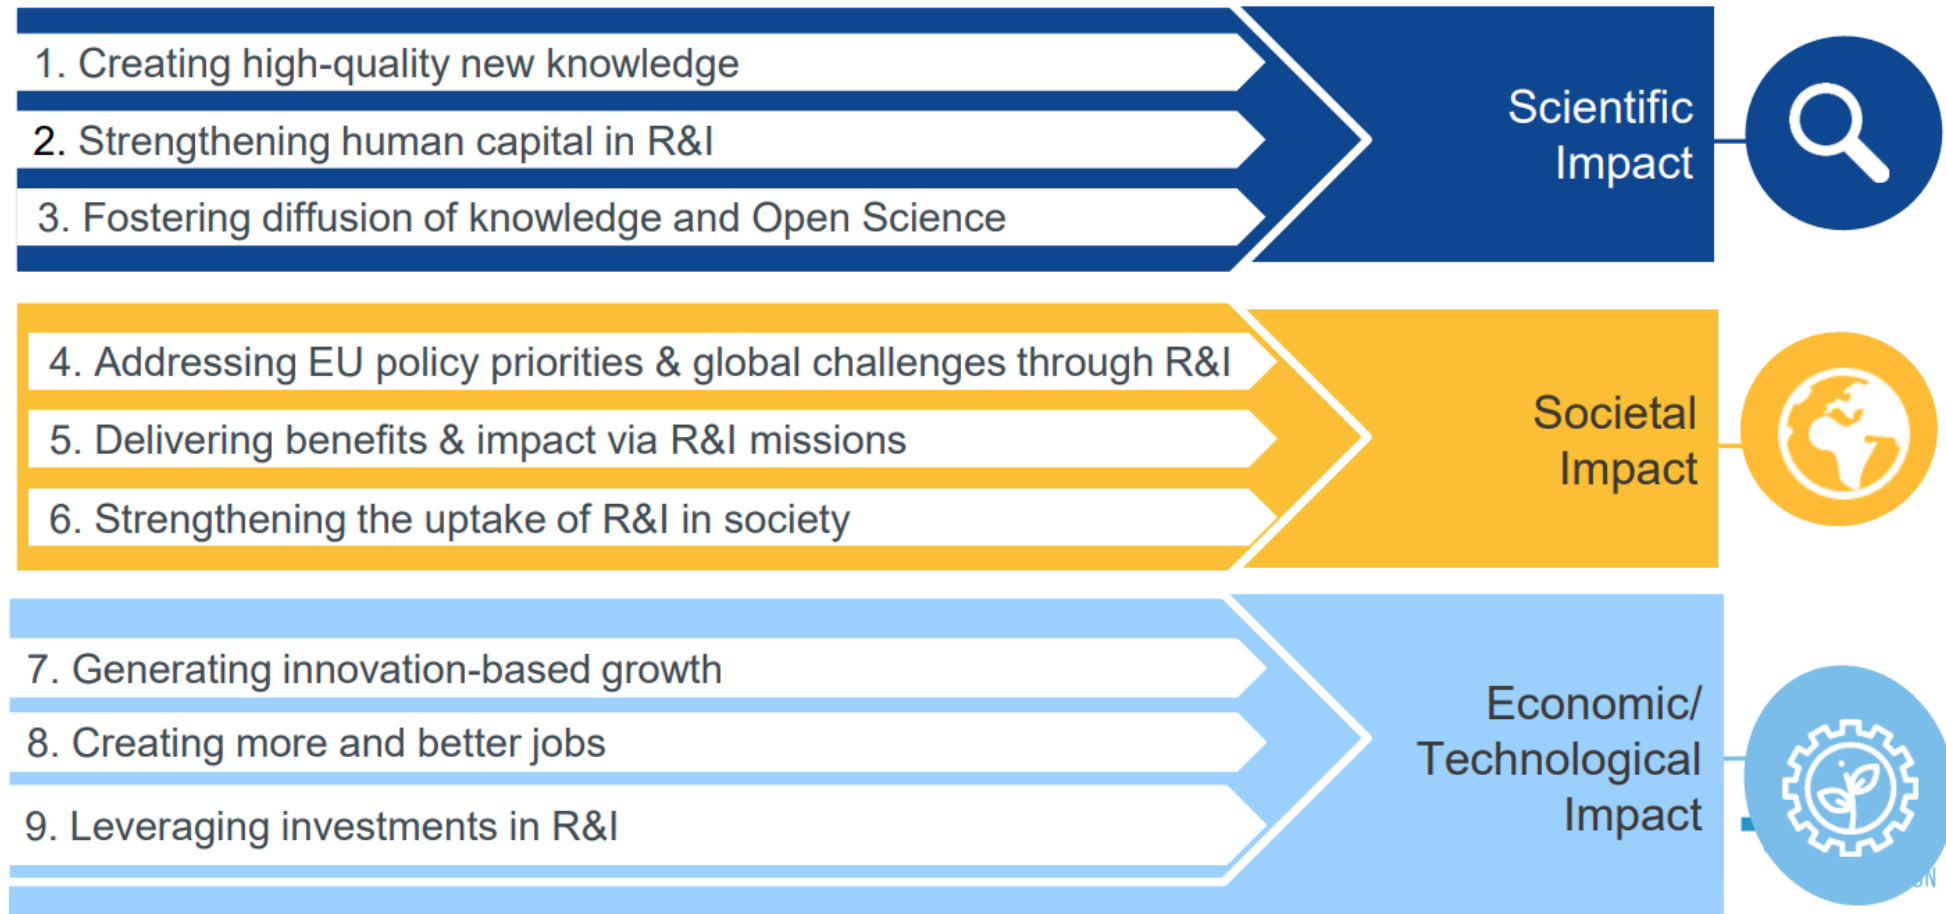 1. Creating high-quality new knowledge
2. Strengthening human capital in R&I
3. Fostering diffusion of knowledge and Open Science
Scientific
Impact
4. Addressing EU policy priorities & global challenges through R&I
5. Delivering benefits & impact via R&I missions
6. Strengthening the uptake of R&I in society
Societal
Impact
7. Generating innovation-based growth
8. Creating more and better jobs
9. Leveraging investments in R&I
Economic/
Technological
Impact